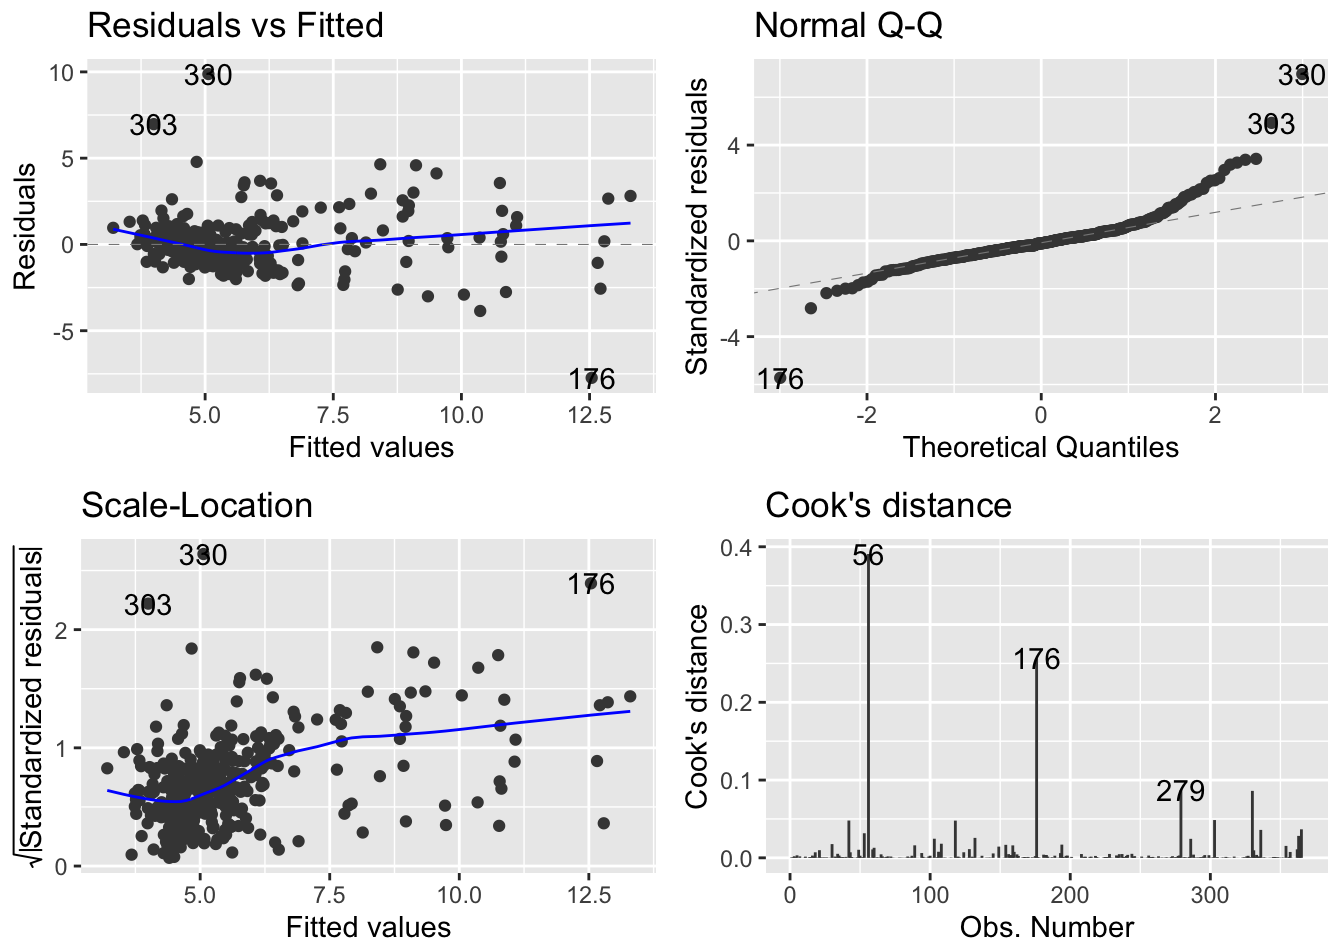 Residuals vs Fitted
Residuals
10
5
0
-5
330
303
176
5.0 7.5 10.0 12.5
Fitted values
Normal Q-Q
Standardized residuals
4
0
-4
330
303
176
-2 0 2
Theoretical Quantiles
Scale-Location
√|Standardized residuals|
2
1
0
330
176
303
5.0 7.5 10.0 12.5
Fitted values
Cook's distance
Cook's distance
0.4
0.3
0.2
0.1
0.0
56
176
279
0 100 200 300
Obs. Number